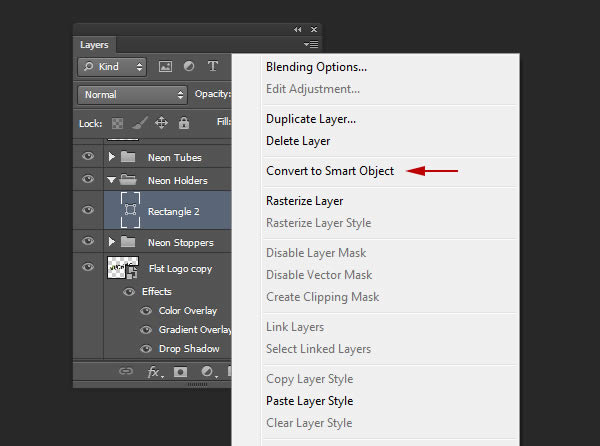 Layers
Kind
T
Normal
Opacity:
Lock:
Fill:
Neon Tubes
Neon Holders
Rectangle 2
Neon Stoppers
Flat Logo copy
Effects
Color Overlay
Gradient Overlay
Drop Shadow
fx
Blending Options...
Edit Adjustment...
Duplicate Layer...
Delete Layer
Convert to Smart Object
Rasterize Layer
Rasterize Layer Style
Disable Layer Mask
Disable Vector Mask
Create Clipping Mask
Link Layers
Select Linked Layers
Copy Layer Style
Paste Layer Style
Clear Layer Style